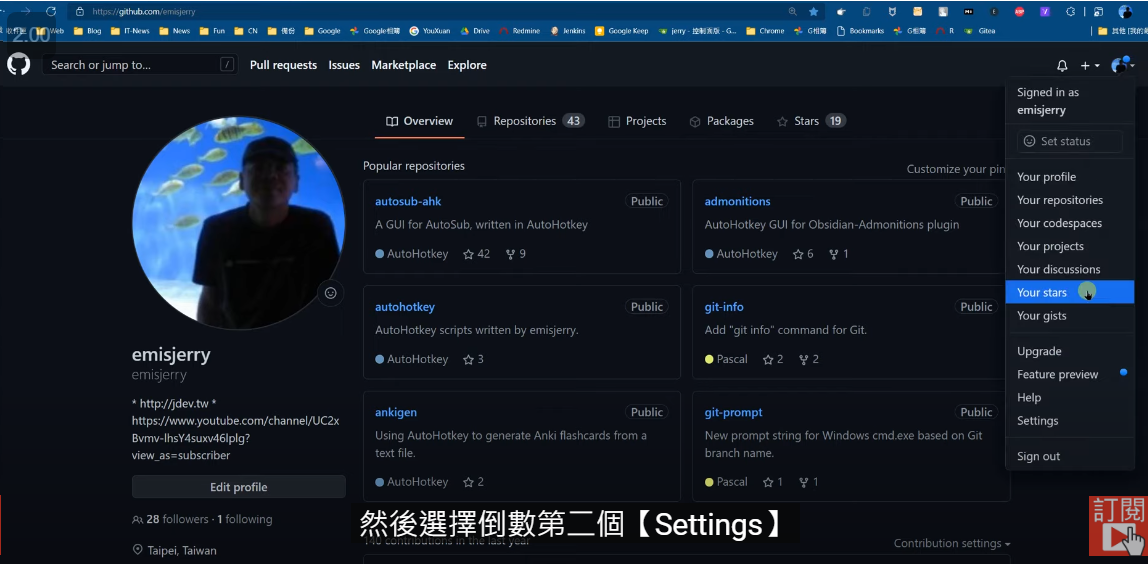 https://github.com/emisjerry
2.00
Web Blog IT-News News Fun CN 備份 Google Google相簿 YouXuan Drive Redmine Jenkins Google Keep jerry - 控制面版 - G... Chrome G相簿 Bookmarks G相簿 R Gitea
Search or jump to... /
Pull requests Issues Marketplace Explore
Signed in as
emisjerry
Set status
Your profile
Your repositories
Your codespaces
Your projects
Your discussions
Your stars
Your gists
Upgrade
Feature preview
Help
Settings
Sign out
Overview Repositories 43 Projects Packages Stars 19
Popular repositories
Customize your pin
autosub-ahk Public
A GUI for AutoSub, written in AutoHotkey
AutoHotkey 42 9
admonitions Public
AutoHotkey GUI for Obsidian-Admonitions plugin
AutoHotkey 6 1
autohotkey Public
AutoHotkey scripts written by emisjerry.
AutoHotkey 3
git-info Public
Add "git info" command for Git.
Pascal 2 2
ankigen Public
Using AutoHotkey to generate Anki flashcards from a
text file.
AutoHotkey 2
git-prompt Public
New prompt string for Windows cmd.exe based on Git
branch name.
Pascal 1 1
emisjerry
emisjerry
* http://jdev.tw *
https://www.youtube.com/channel/UC2x
Bvmv-lhsY4suxv46lplg?
view_as=subscriber
Edit profile
28 followers · 1 following
Taipei, Taiwan
contributions in the last year
Contribution settings
然後選擇倒數第二個【Settings】
訂閱